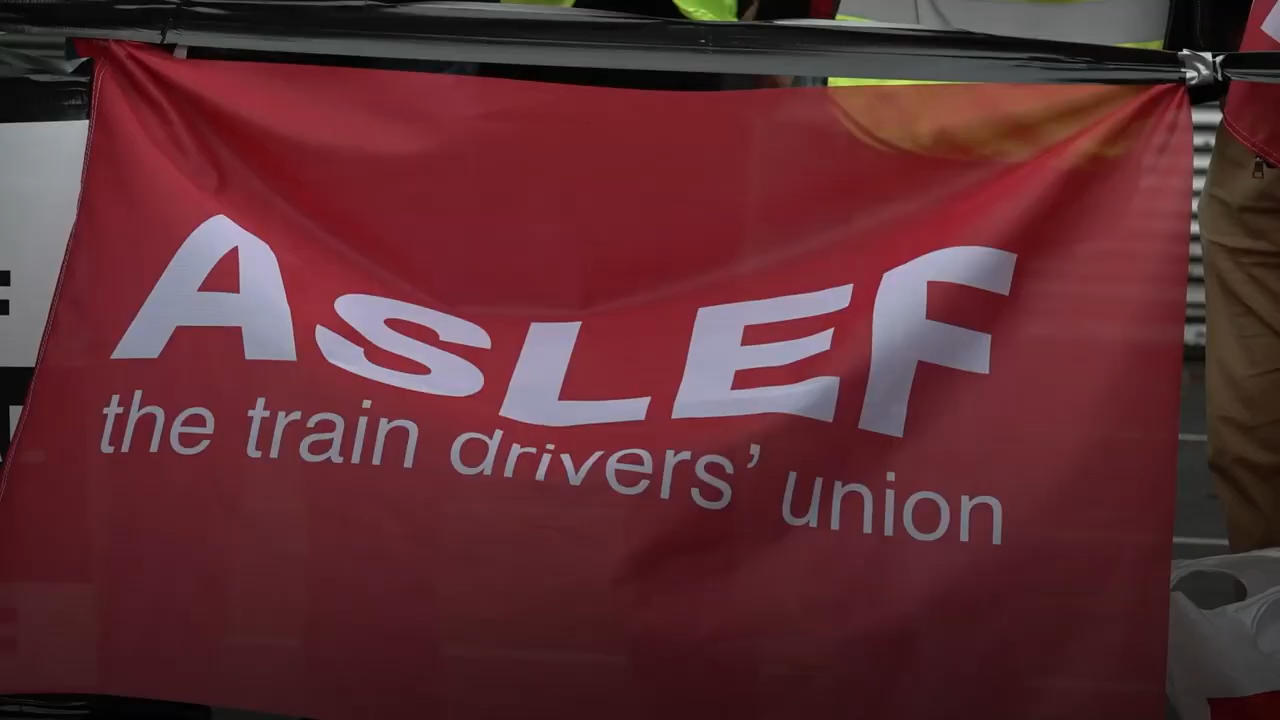 ASLEF
the train drivers’ union